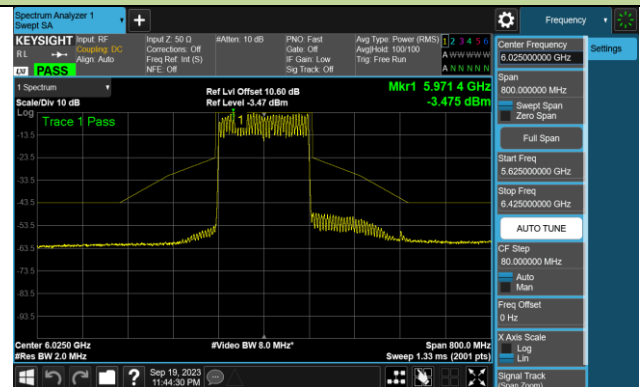 Spectrum Analyzer 1
Swept SA
Frequency
KEYSIGHT
Input: RF
Input Z: 50 Ω
#Atten: 10 dB
PNO: Fast
Avg Type: Power (RMS)
1 2 3 4 5 6
RL
Coupling: DC
Corrections: Off
Gate: Off
Avg|Hold: 100/100
A W W W W W
Align: Auto
Freq Ref: Int (S)
IF Gain: Low
Trig: Free Run
LXI
PASS
NFE: Off
Sig Track: Off
A N N N N N
1 Spectrum
Ref Lvl Offset 10.60 dB
Mkr1 5.971 4 GHz
Scale/Div 10 dB
Ref Level -3.47 dBm
-3.475 dBm
Log
Trace 1 Pass
1
-13.5
-23.5
-33.5
-43.5
-53.5
-63.5
-73.5
-83.5
-93.5
Center 6.0250 GHz
#Video BW 8.0 MHz*
Span 800.0 MHz
#Res BW 2.0 MHz
Sweep 1.33 ms (2001 pts)
?
Sep 19, 2023
11:44:30 PM
Center Frequency
6.025000000 GHz
Settings
Span
800.000000 MHz
Swept Span
Zero Span
Full Span
Start Freq
5.625000000 GHz
Stop Freq
6.425000000 GHz
AUTO TUNE
CF Step
80.000000 MHz
Auto
Man
Freq Offset
0 Hz
X Axis Scale
Log
Lin
Signal Track
(Span Zoom)